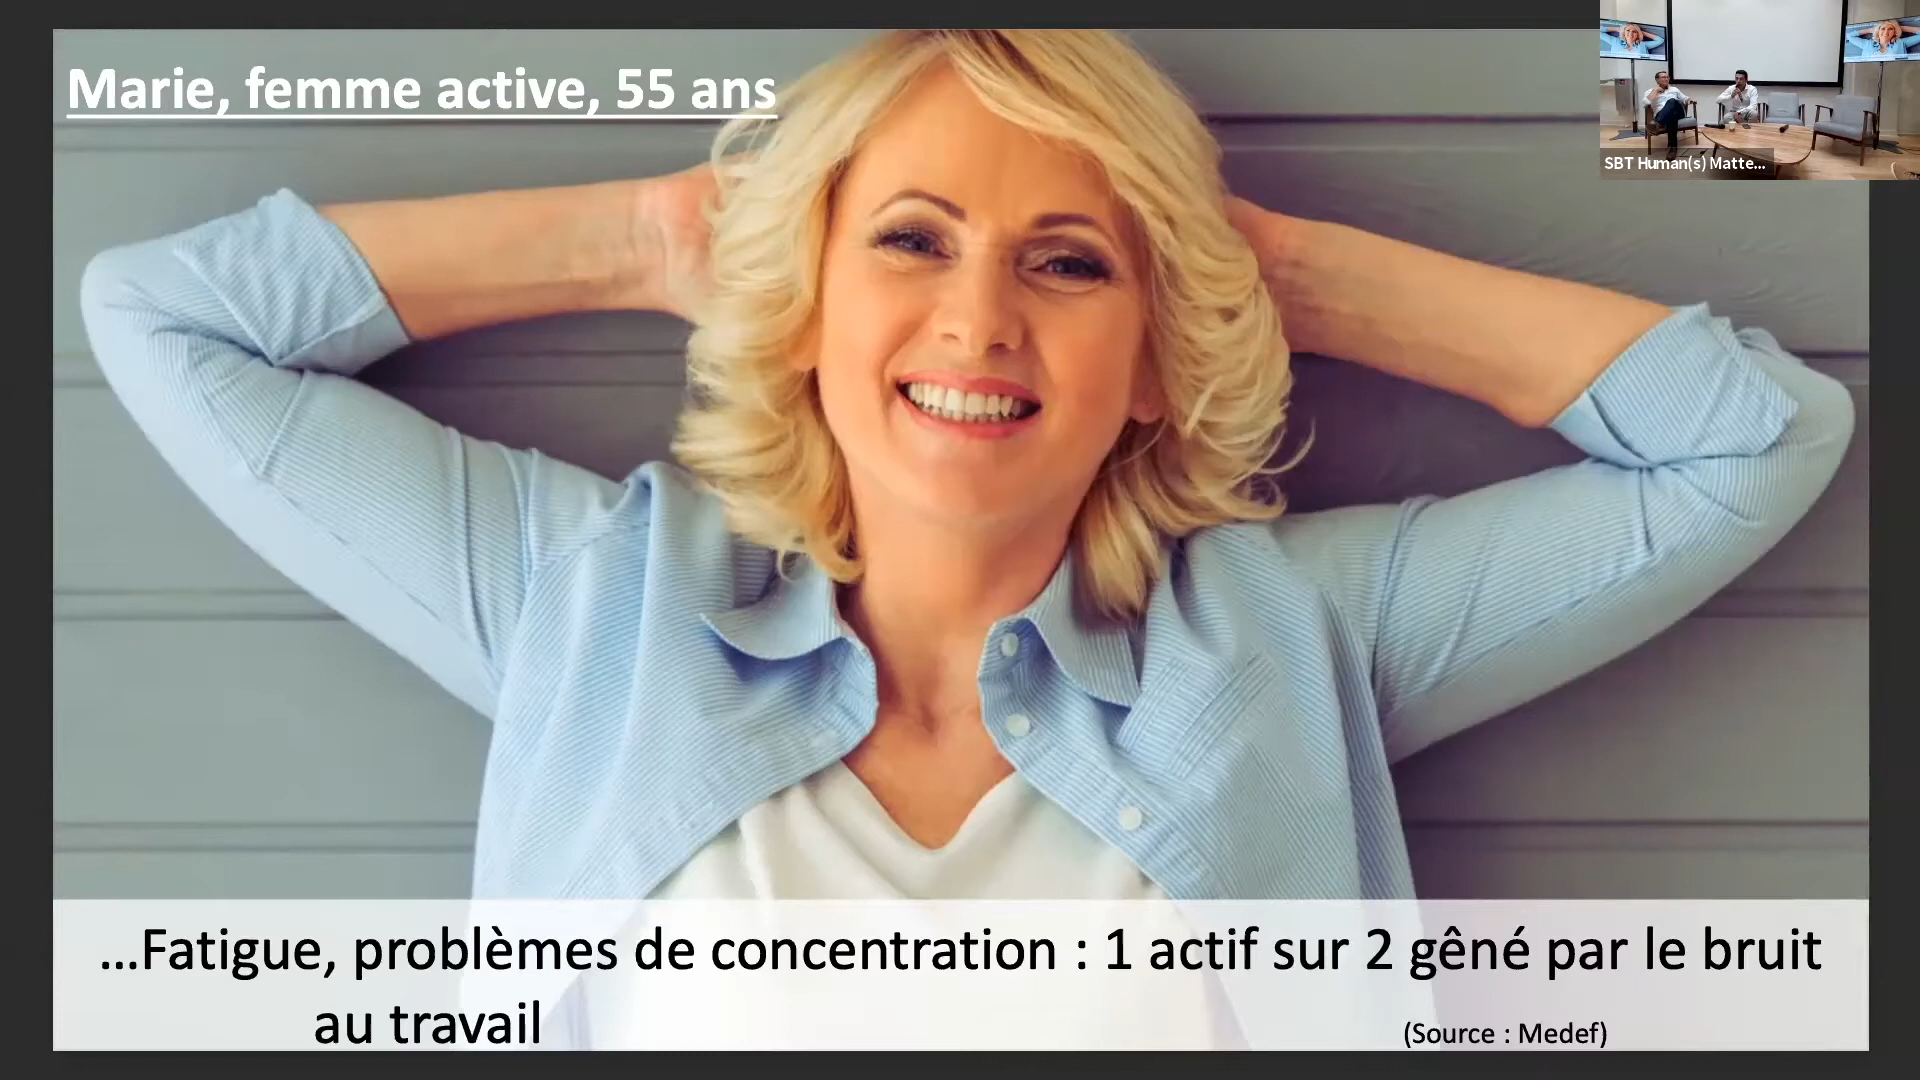 Marie, femme active, 55 ans
SBT Human(s) Matte...
...Fatigue, problèmes de concentration : 1 actif sur 2 gêné par le bruit
au travail
(Source : Medef)